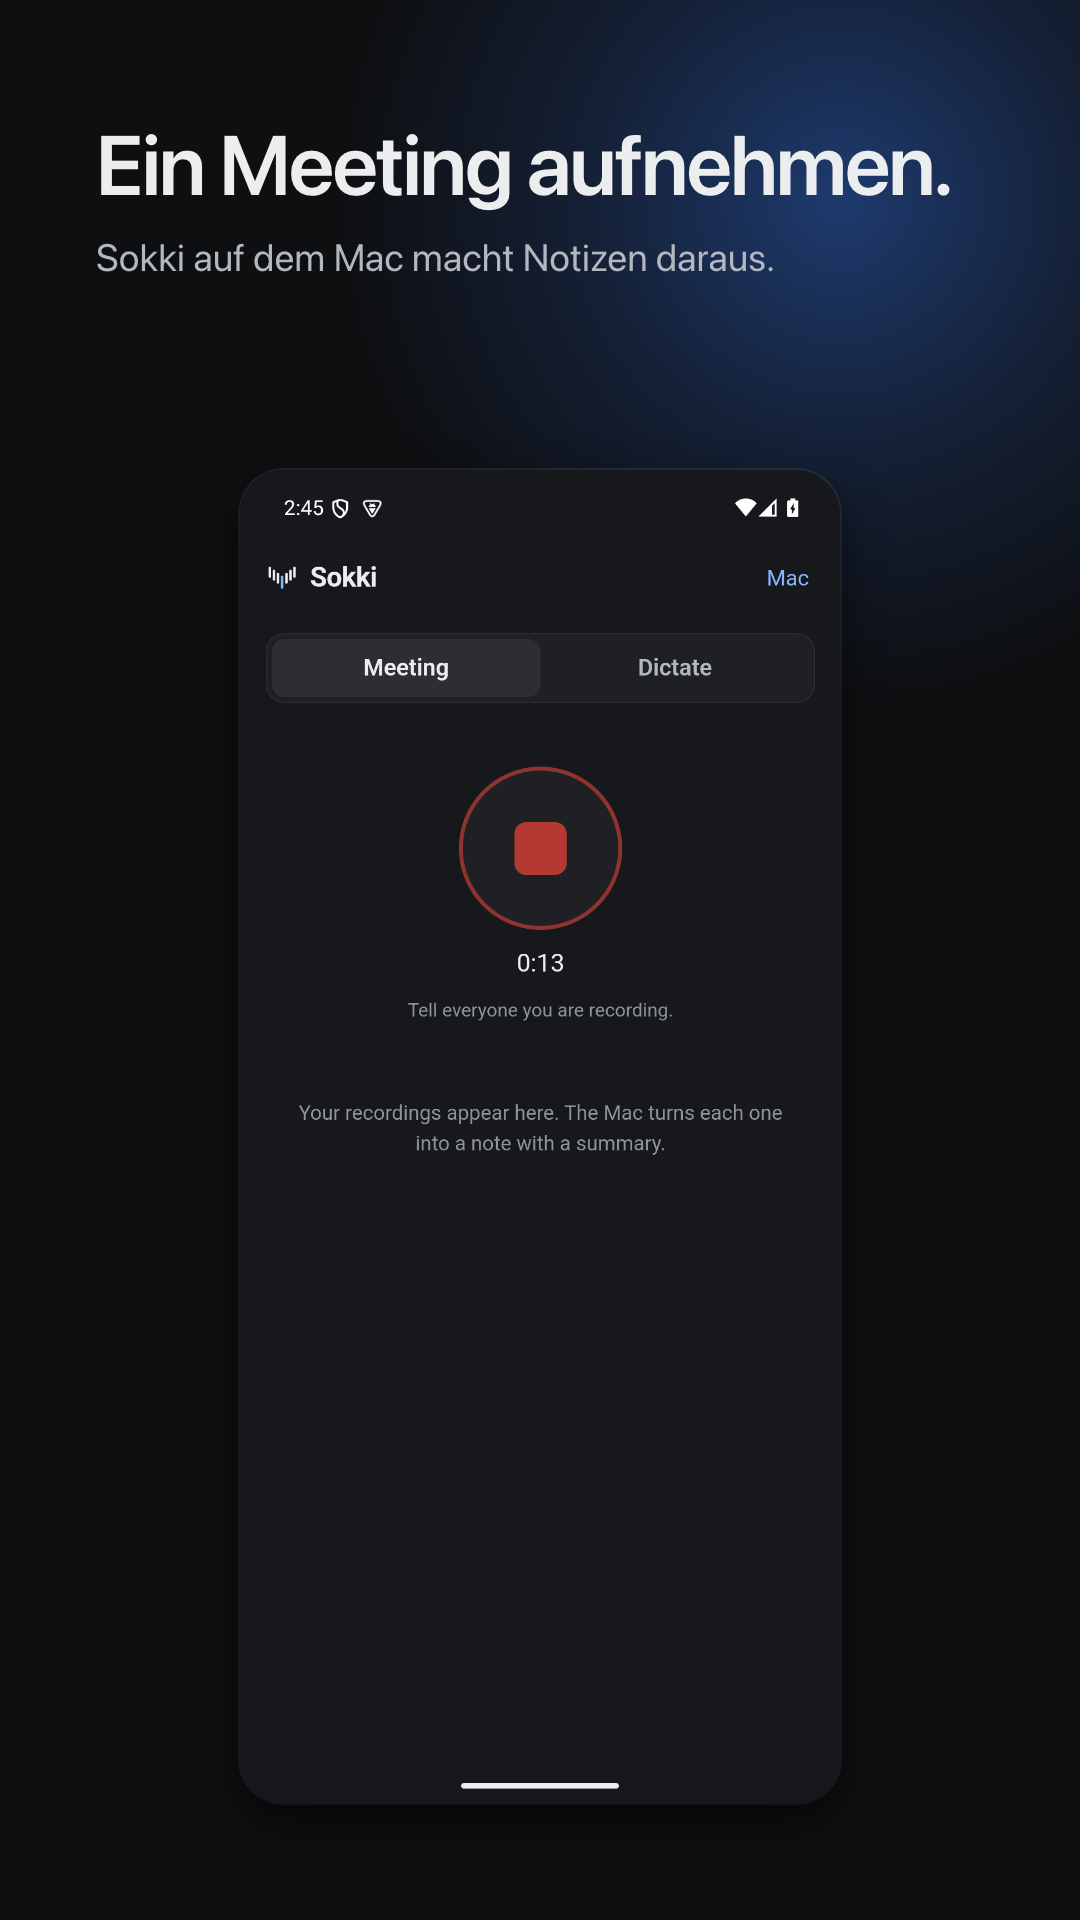 Ein Meeting aufnehmen.
Sokki auf dem Mac macht Notizen daraus.
2:45
Sokki
Mac
Meeting
Dictate
0:13
Tell everyone you are recording.
Your recordings appear here. The Mac turns each one
into a note with a summary.